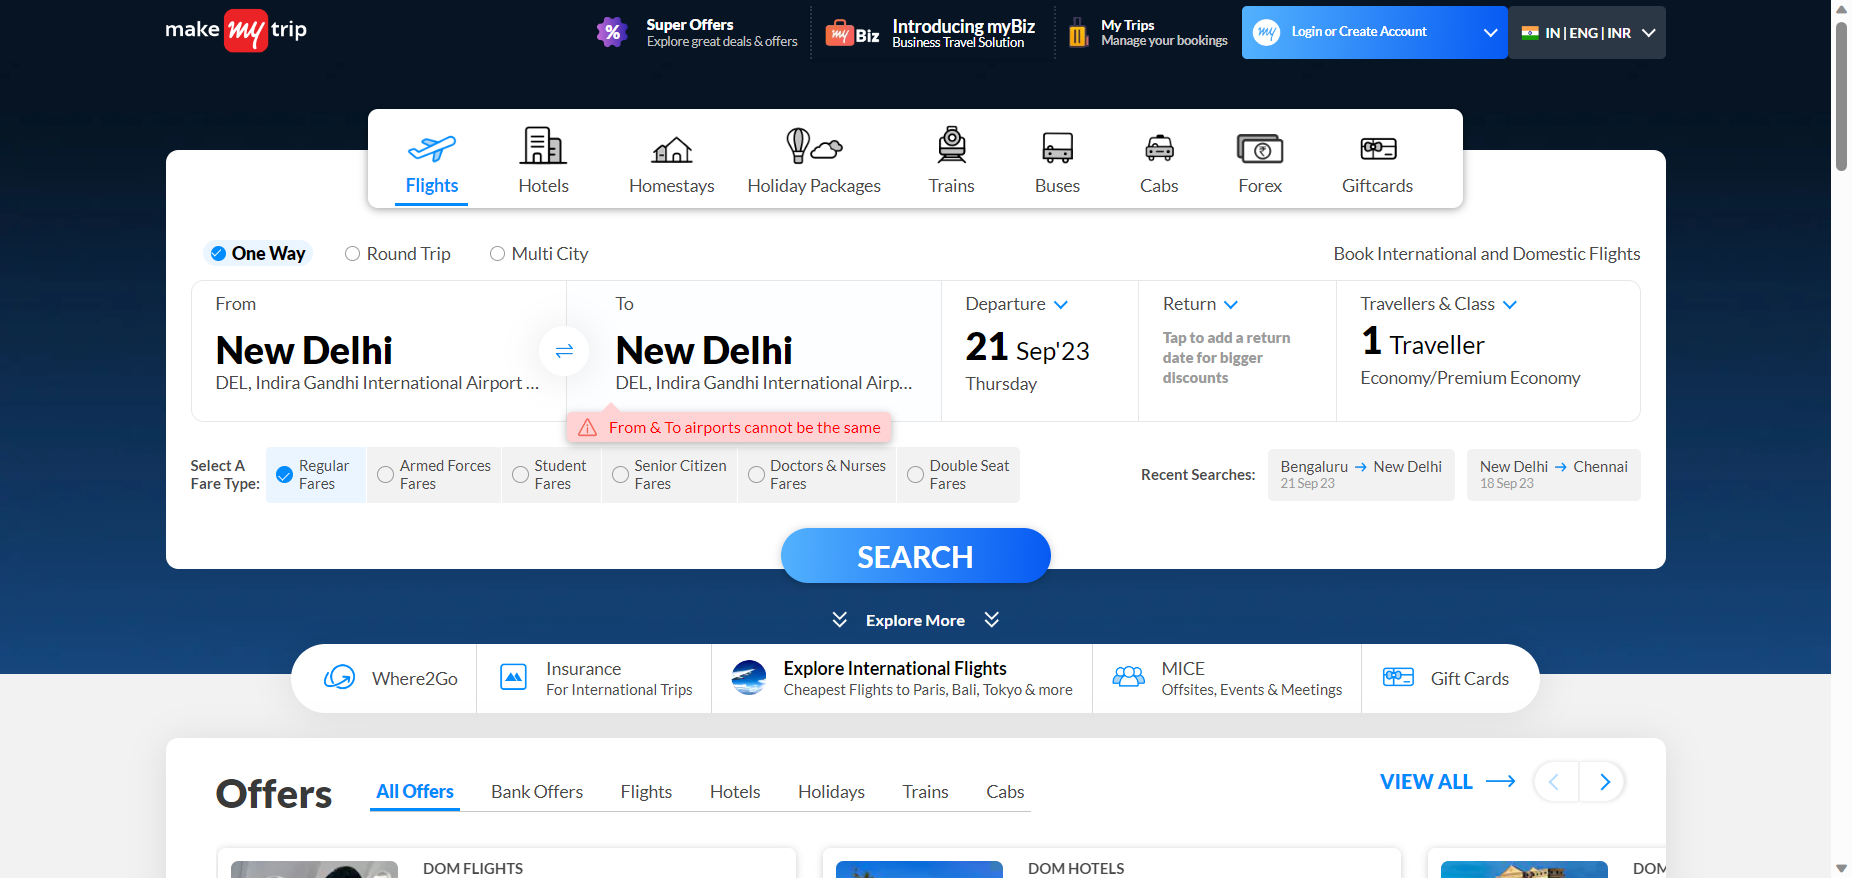 make my trip
%
Super Offers
Explore great deals & offers
my Biz
Introducing myBiz
Business Travel Solution
My Trips
Manage your bookings
my
Login or Create Account
IN | ENG | INR
Flights
Hotels
Homestays
Holiday Packages
Trains
Buses
Cabs
₹
Forex
Giftcards
One Way
Round Trip
Multi City
Book International and Domestic Flights
From
New Delhi
DEL, Indira Gandhi International Airport ...
To
New Delhi
DEL, Indira Gandhi International Airp...
Departure
21 Sep'23
Thursday
Return
Tap to add a return
date for bigger
discounts
Travellers & Class
1 Traveller
Economy/Premium Economy
From & To airports cannot be the same
Select A
Fare Type:
Regular
Fares
Armed Forces
Fares
Student
Fares
Senior Citizen
Fares
Doctors & Nurses
Fares
Double Seat
Fares
Recent Searches:
Bengaluru → New Delhi
21 Sep 23
New Delhi → Chennai
18 Sep 23
SEARCH
Explore More
Where2Go
Insurance
For International Trips
Explore International Flights
Cheapest Flights to Paris, Bali, Tokyo & more
MICE
Offsites, Events & Meetings
Gift Cards
Offers
All Offers
Bank Offers
Flights
Hotels
Holidays
Trains
Cabs
VIEW ALL
DOM FLIGHTS
DOM HOTELS
DOM